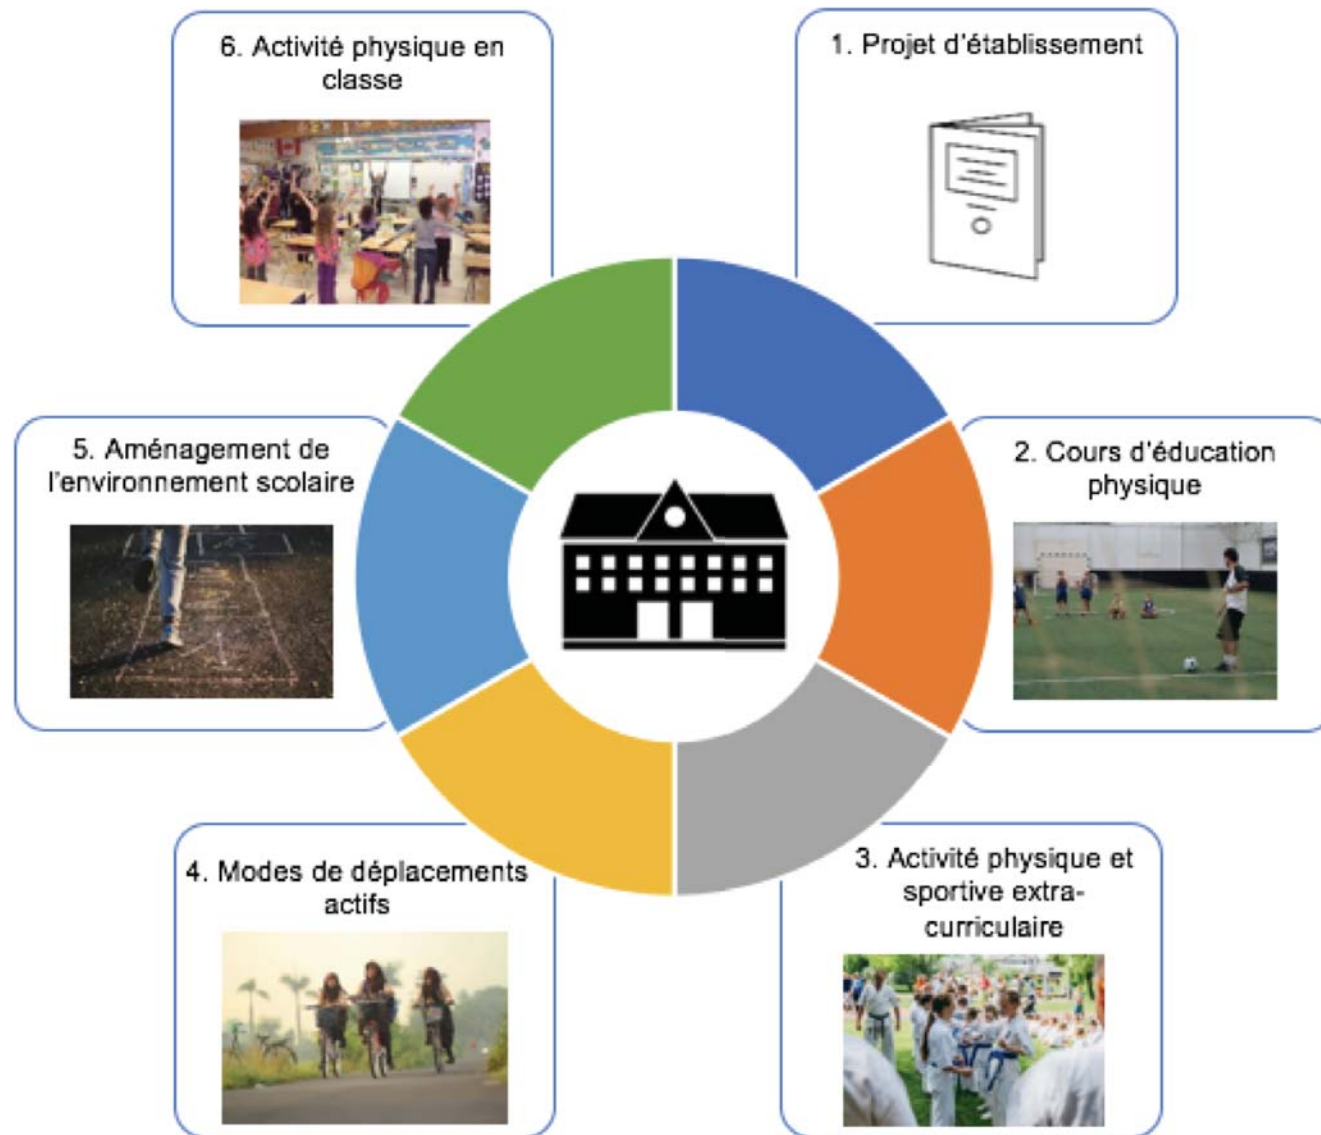 6. Activité physique en
classe
1. Projet d'établissement
5. Aménagement de
l'environnement scolaire
2. Cours d'éducation
physique
4. Modes de déplacements
actifs
3. Activité physique et
sportive extra-
curriculaire